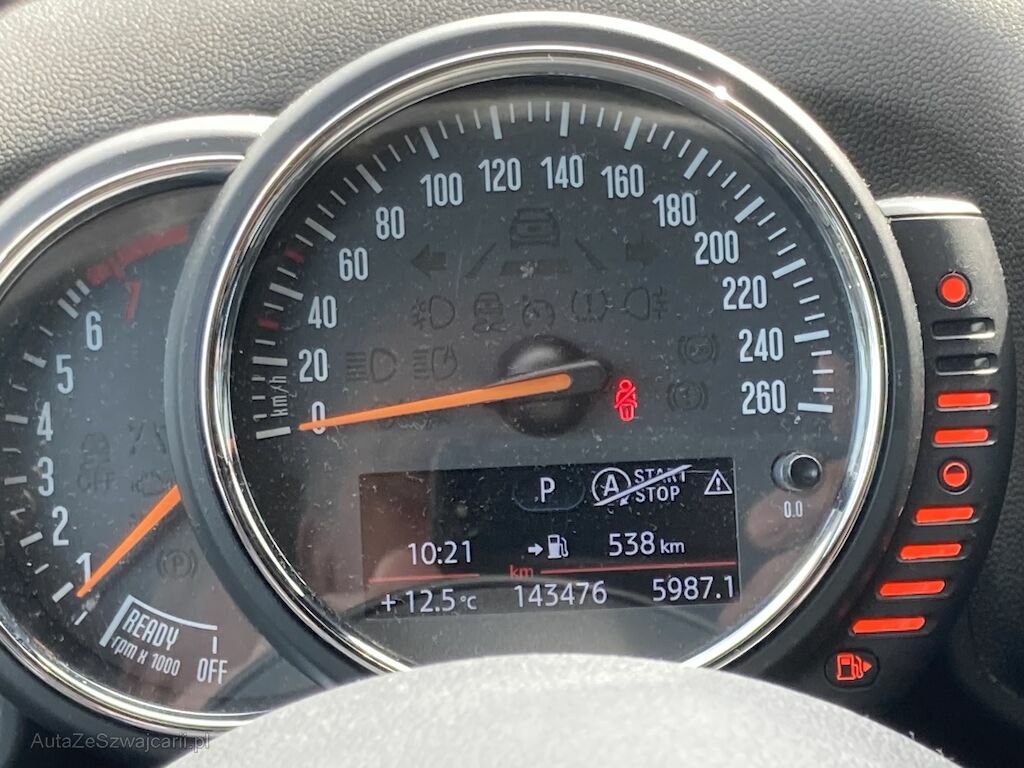 120 140
100 160
80 180
60 200
40 220
20 240
0 260
km/h
7
6
5
4
3
2
1
OFF
READY
rpm x 1000
OFF
P
A START
STOP
10:21 538 km
km
+12.5°C 143476 5987.1
0.0
P
AutaZeSzwajcarii.pl